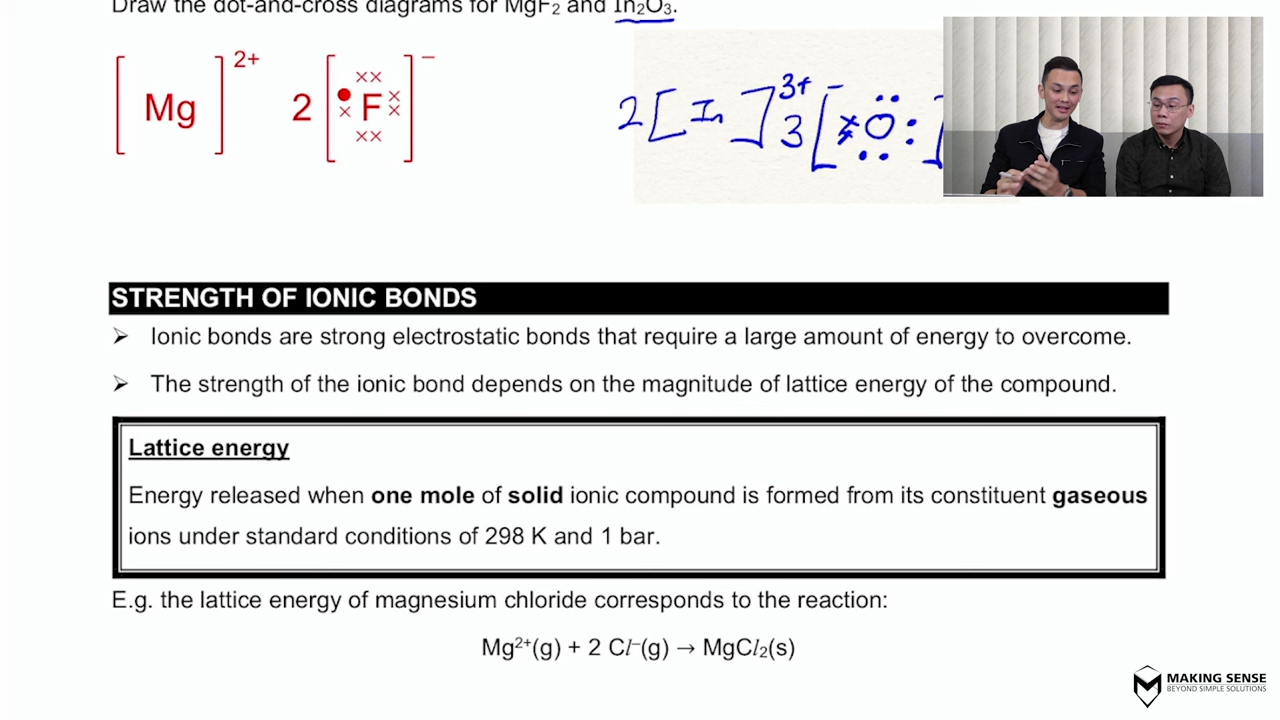 Draw the dot-and-cross diagrams for MgF₂ and In₂O₃.
[ Mg ]²⁺ 2 [ F ]⁻
2 [ In ]³⁺ 3 [ O ]
STRENGTH OF IONIC BONDS
➢ Ionic bonds are strong electrostatic bonds that require a large amount of energy to overcome.
➢ The strength of the ionic bond depends on the magnitude of lattice energy of the compound.
Lattice energy
Energy released when one mole of solid ionic compound is formed from its constituent gaseous
ions under standard conditions of 298 K and 1 bar.
E.g. the lattice energy of magnesium chloride corresponds to the reaction:
Mg²⁺(g) + 2 Cl⁻(g) → MgCl₂(s)
MAKING SENSE
BEYOND SIMPLE SOLUTIONS